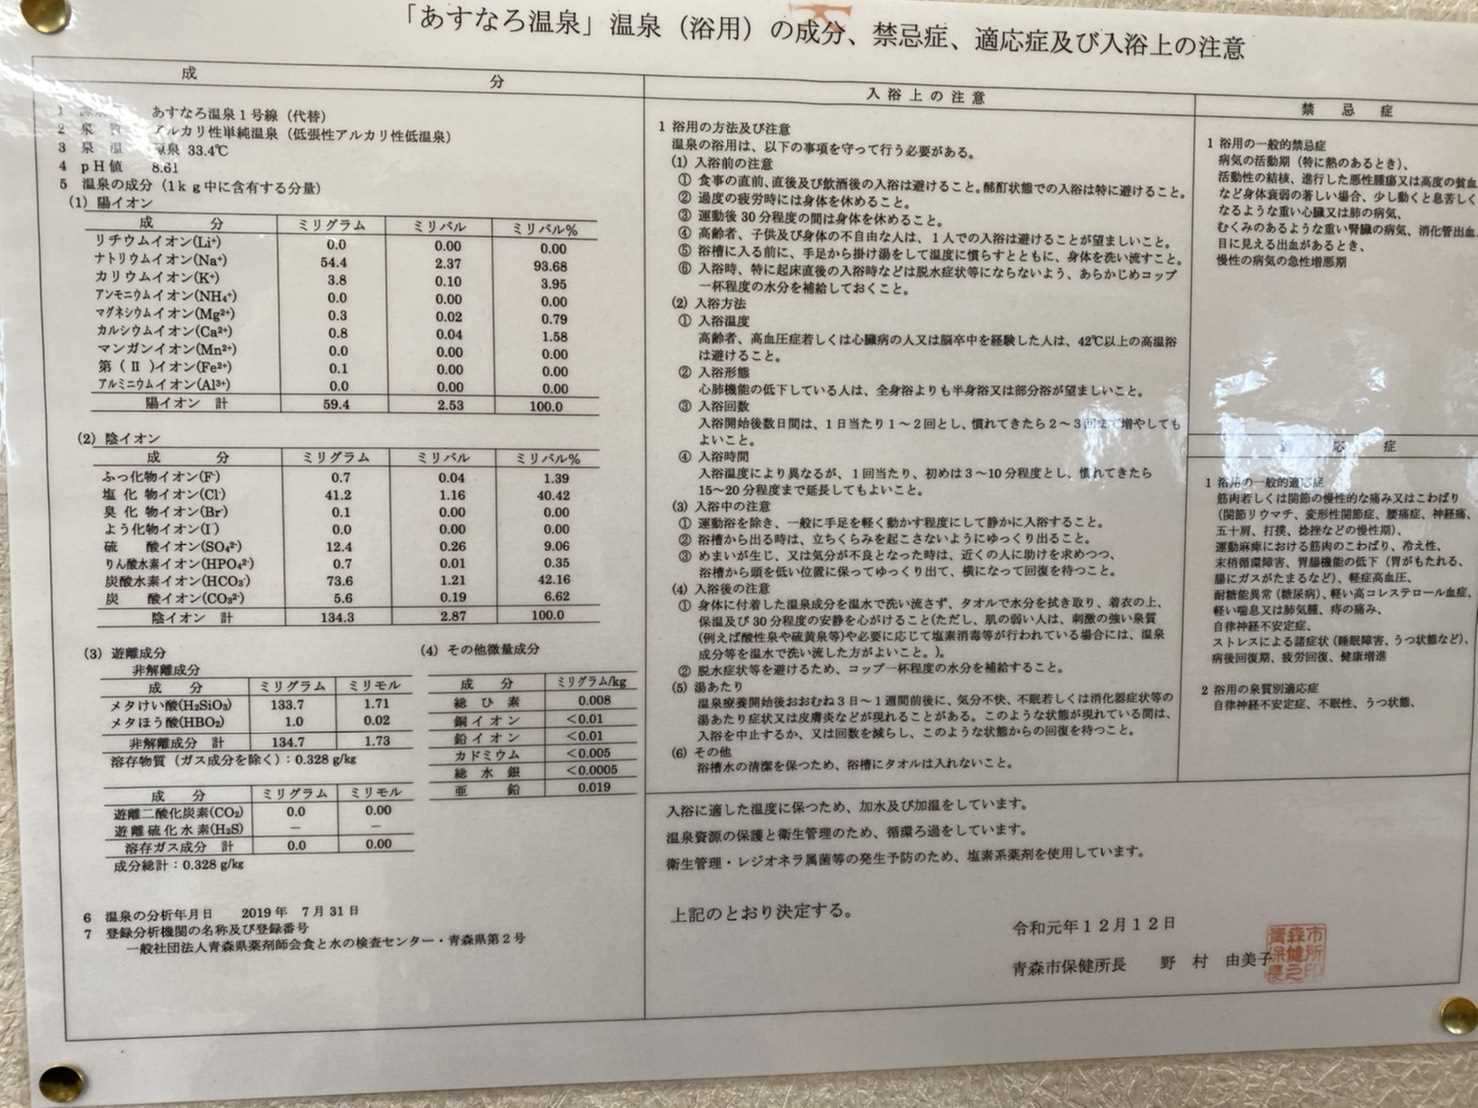 「あすなろ温泉」温泉（浴用）の成分、禁忌症、適応症及び入浴上の注意
成 分
1 あすなろ温泉１号線（代替）
2 泉 アルカリ性単純温泉（低張性アルカリ性低温泉）
3 泉 温 源泉 33.4℃
4 pH値 8.61
5 温泉の成分（1ｋｇ中に含有する分量）
(1) 陽イオン
成 分 ミリグラム ミリバル ミリバル%
リチウムイオン(Li⁺) 0.0 0.00 0.00
ナトリウムイオン(Na⁺) 54.4 2.37 93.68
カリウムイオン(K⁺) 3.8 0.10 3.95
アンモニウムイオン(NH₄⁺) 0.0 0.00 0.00
マグネシウムイオン(Mg²⁺) 0.3 0.02 0.79
カルシウムイオン(Ca²⁺) 0.8 0.04 1.58
マンガンイオン(Mn²⁺) 0.0 0.00 0.00
第（Ⅱ）イオン(Fe²⁺) 0.1 0.00 0.00
アルミニウムイオン(Al³⁺) 0.0 0.00 0.00
陽イオン 計 59.4 2.53 100.0
(2) 陰イオン
成 分 ミリグラム ミリバル ミリバル%
ふっ化物イオン(F⁻) 0.7 0.04 1.39
塩化物イオン(Cl⁻) 41.2 1.16 40.42
臭化物イオン(Br⁻) 0.1 0.00 0.00
よう化物イオン(I⁻) 0.0 0.00 0.00
硫 酸イオン(SO₄²⁻) 12.4 0.26 9.06
りん酸水素イオン(HPO₄²⁻) 0.7 0.01 0.35
炭酸水素イオン(HCO₃⁻) 73.6 1.21 42.16
炭 酸イオン(CO₃²⁻) 5.6 0.19 6.62
陰イオン 計 134.3 2.87 100.0
(3) 遊離成分
非解離成分
成 分 ミリグラム ミリモル
メタけい酸(H₂SiO₃) 133.7 1.71
メタほう酸(HBO₂) 1.0 0.02
非解離成分 計 134.7 1.73
溶存物質（ガス成分を除く）：0.328 g/kg
成 分 ミリグラム ミリモル
遊離二酸化炭素(CO₂) 0.0 0.00
遊離硫化水素(H₂S) － －
溶存ガス成分 計 0.0 0.00
成分総計：0.328 g/kg
(4) その他微量成分
成 分 ミリグラム/kg
総ひ素 0.008
銅イオン ＜0.01
鉛イオン ＜0.01
カドミウム ＜0.005
総水銀 ＜0.0005
亜鉛 0.019
6 温泉の分析年月日 2019年 7月31日
7 登録分析機関の名称及び登録番号
一般社団法人青森県薬剤師会食と水の検査センター・青森県第２号
入浴上の注意
1 浴用の方法及び注意
温泉の浴用は、以下の事項を守って行う必要がある。
(1) 入浴前の注意
① 食事の直前、直後及び飲酒後の入浴は避けること。酩酊状態での入浴は特に避けること。
② 過度の疲労時には身体を休めること。
③ 運動後30分程度の間は身体を休めること。
④ 高齢者、子供及び身体の不自由な人は、１人での入浴は避けることが望ましいこと。
⑤ 浴槽に入る前に、手足から掛け湯をして温度に慣らすとともに、身体を洗い流すこと。
⑥ 入浴時、特に起床直後の入浴時などは脱水症状等にならないよう、あらかじめコップ
一杯程度の水分を補給しておくこと。
(2) 入浴方法
① 入浴温度
高齢者、高血圧症若しくは心臓病の人又は脳卒中を経験した人は、42℃以上の高温浴
は避けること。
② 入浴形態
心肺機能の低下している人は、全身浴よりも半身浴又は部分浴が望ましいこと。
③ 入浴回数
入浴開始後数日間は、１日当たり１～２回とし、慣れてきたら２～３回まで増やしても
よいこと。
④ 入浴時間
入浴温度により異なるが、１回当たり、初めは３～10分程度とし、慣れてきたら
15～20分程度まで延長してもよいこと。
(3) 入浴中の注意
① 運動浴を除き、一般に手足を軽く動かす程度にして静かに入浴すること。
② 浴槽から出る時は、立ちくらみを起こさないようにゆっくり出ること。
③ めまいが生じ、又は気分が不良となった時は、近くの人に助けを求めつつ、
浴槽から頭を低い位置に保ってゆっくり出て、横になって回復を待つこと。
(4) 入浴後の注意
① 身体に付着した温泉成分を温水で洗い流さず、タオルで水分を拭き取り、着衣の上、
保温及び30分程度の安静を心がけること(ただし、肌の弱い人は、刺激の強い泉質
(例えば酸性泉や硫黄泉等)や必要に応じて塩素消毒等が行われている場合には、温泉
成分等を温水で洗い流した方がよいこと。)。
② 脱水症状等を避けるため、コップ一杯程度の水分を補給すること。
(5) 湯あたり
温泉療養開始後おおむね３日～１週間前後に、気分不快、不眠若しくは消化器症状等の
湯あたり症状又は皮膚炎などが現れることがある。このような状態が現れている間は、
入浴を中止するか、又は回数を減らし、このような状態からの回復を待つこと。
(6) その他
浴槽水の清潔を保つため、浴槽にタオルは入れないこと。
禁忌症
1 浴用の一般的禁忌症
病気の活動期（特に熱のあるとき）、
活動性の結核、進行した悪性腫瘍又は高度の貧血
など身体衰弱の著しい場合、少し動くと息苦しく
なるような重い心臓又は肺の病気、
むくみのあるような重い腎臓の病気、消化管出血、
目に見える出血があるとき、
慢性の病気の急性増悪期
応 症
1 浴用の一般的適応症
筋肉若しくは関節の慢性的な痛み又はこわばり
（関節リウマチ、変形性関節症、腰痛症、神経痛、
五十肩、打撲、捻挫などの慢性期）、
運動麻痺における筋肉のこわばり、冷え性、
末梢循環障害、胃腸機能の低下（胃がもたれる、
腸にガスがたまるなど）、軽症高血圧、
耐糖能異常（糖尿病）、軽い高コレステロール血症、
軽い喘息又は肺気腫、痔の痛み、
自律神経不安定症、
ストレスによる諸症状（睡眠障害、うつ状態など）、
病後回復期、疲労回復、健康増進
2 浴用の泉質別適応症
自律神経不安定症、不眠性、うつ状態、
入浴に適した温度に保つため、加水及び加温をしています。
温泉資源の保護と衛生管理のため、循環ろ過をしています。
衛生管理・レジオネラ属菌等の発生予防のため、塩素系薬剤を使用しています。
上記のとおり決定する。
令和元年１２月１２日
青森市保健所長 野村 由美子
青森市保健所長之印